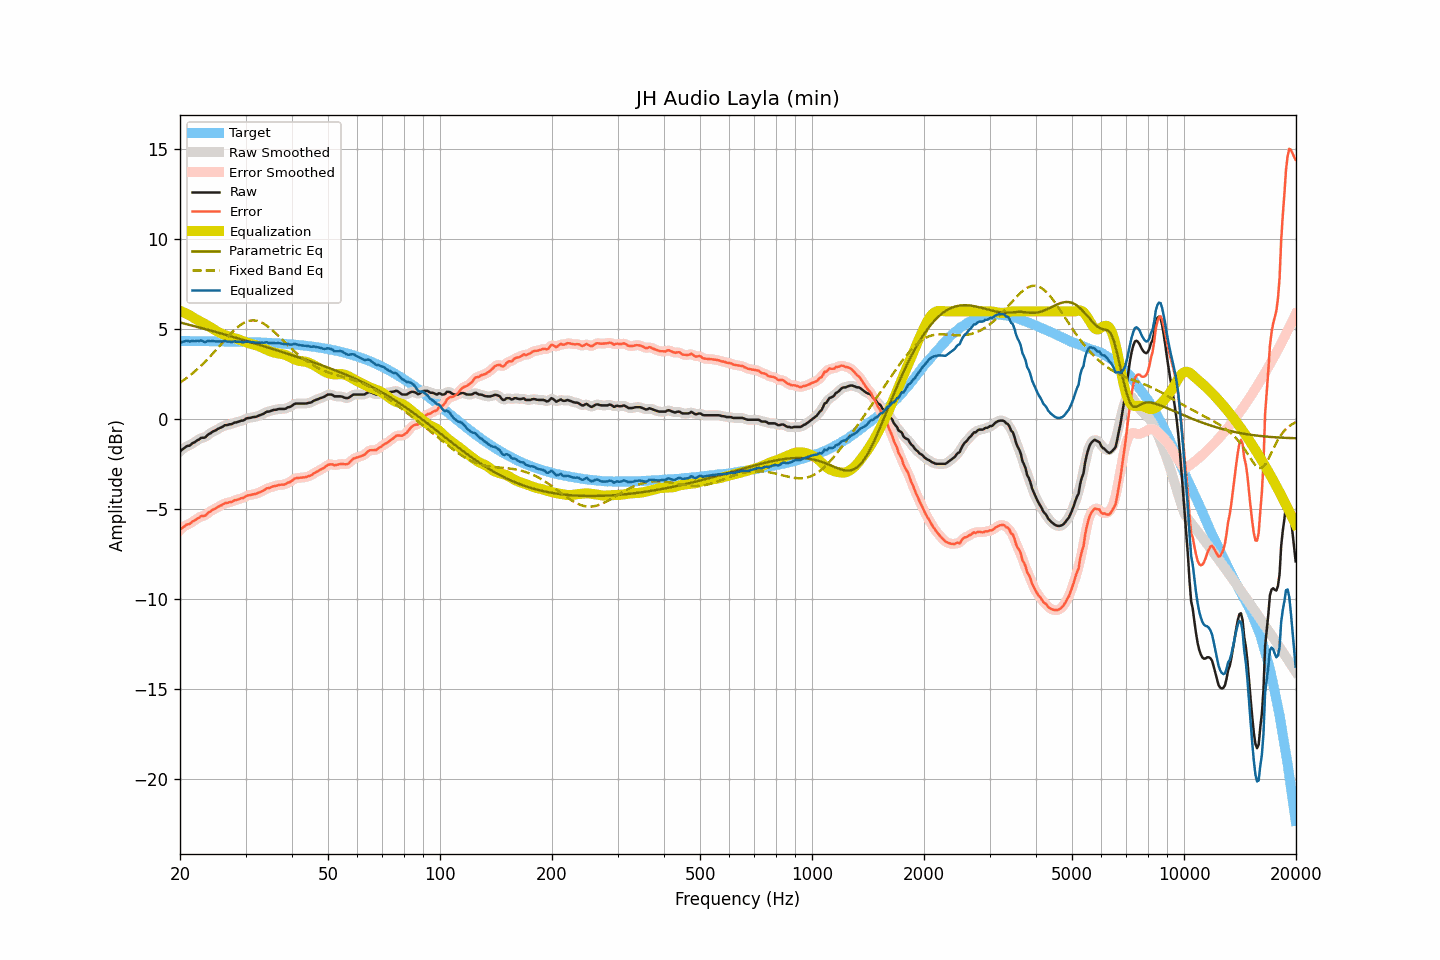 JH Audio Layla (min)
Target
Raw Smoothed
Error Smoothed
Raw
Error
Equalization
Parametric Eq
Fixed Band Eq
Equalized
Amplitude (dBr)
15
10
5
0
−5
−10
−15
−20
20 50 100 200 500 1000 2000 5000 10000 20000
Frequency (Hz)